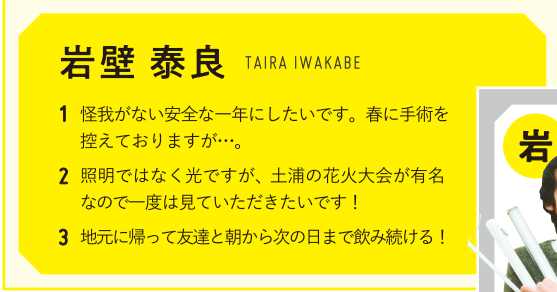 岩壁 泰良 TAIRA IWAKABE
1 怪我がない安全な一年にしたいです。春に手術を
控えておりますが…。
2 照明ではなく光ですが、土浦の花火大会が有名
なので一度は見ていただきたいです！
3 地元に帰って友達と朝から次の日まで飲み続ける！
岩